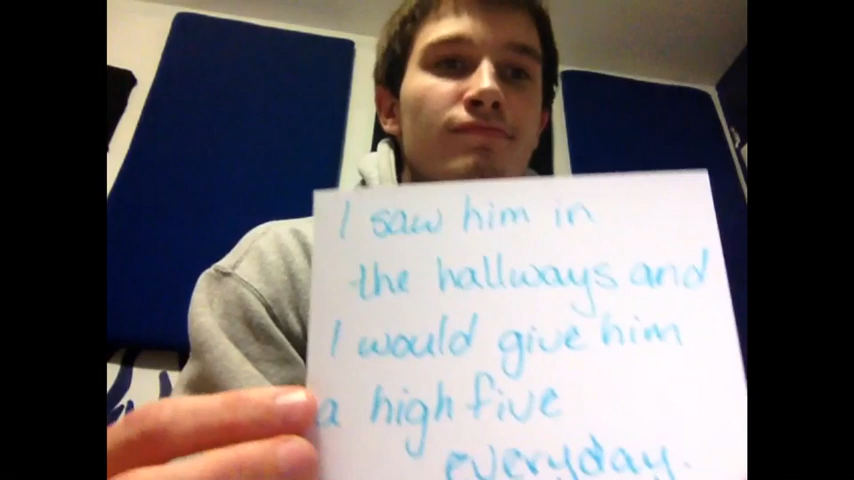 I saw him in
the hallways and
I would give him
a high five
everyday.